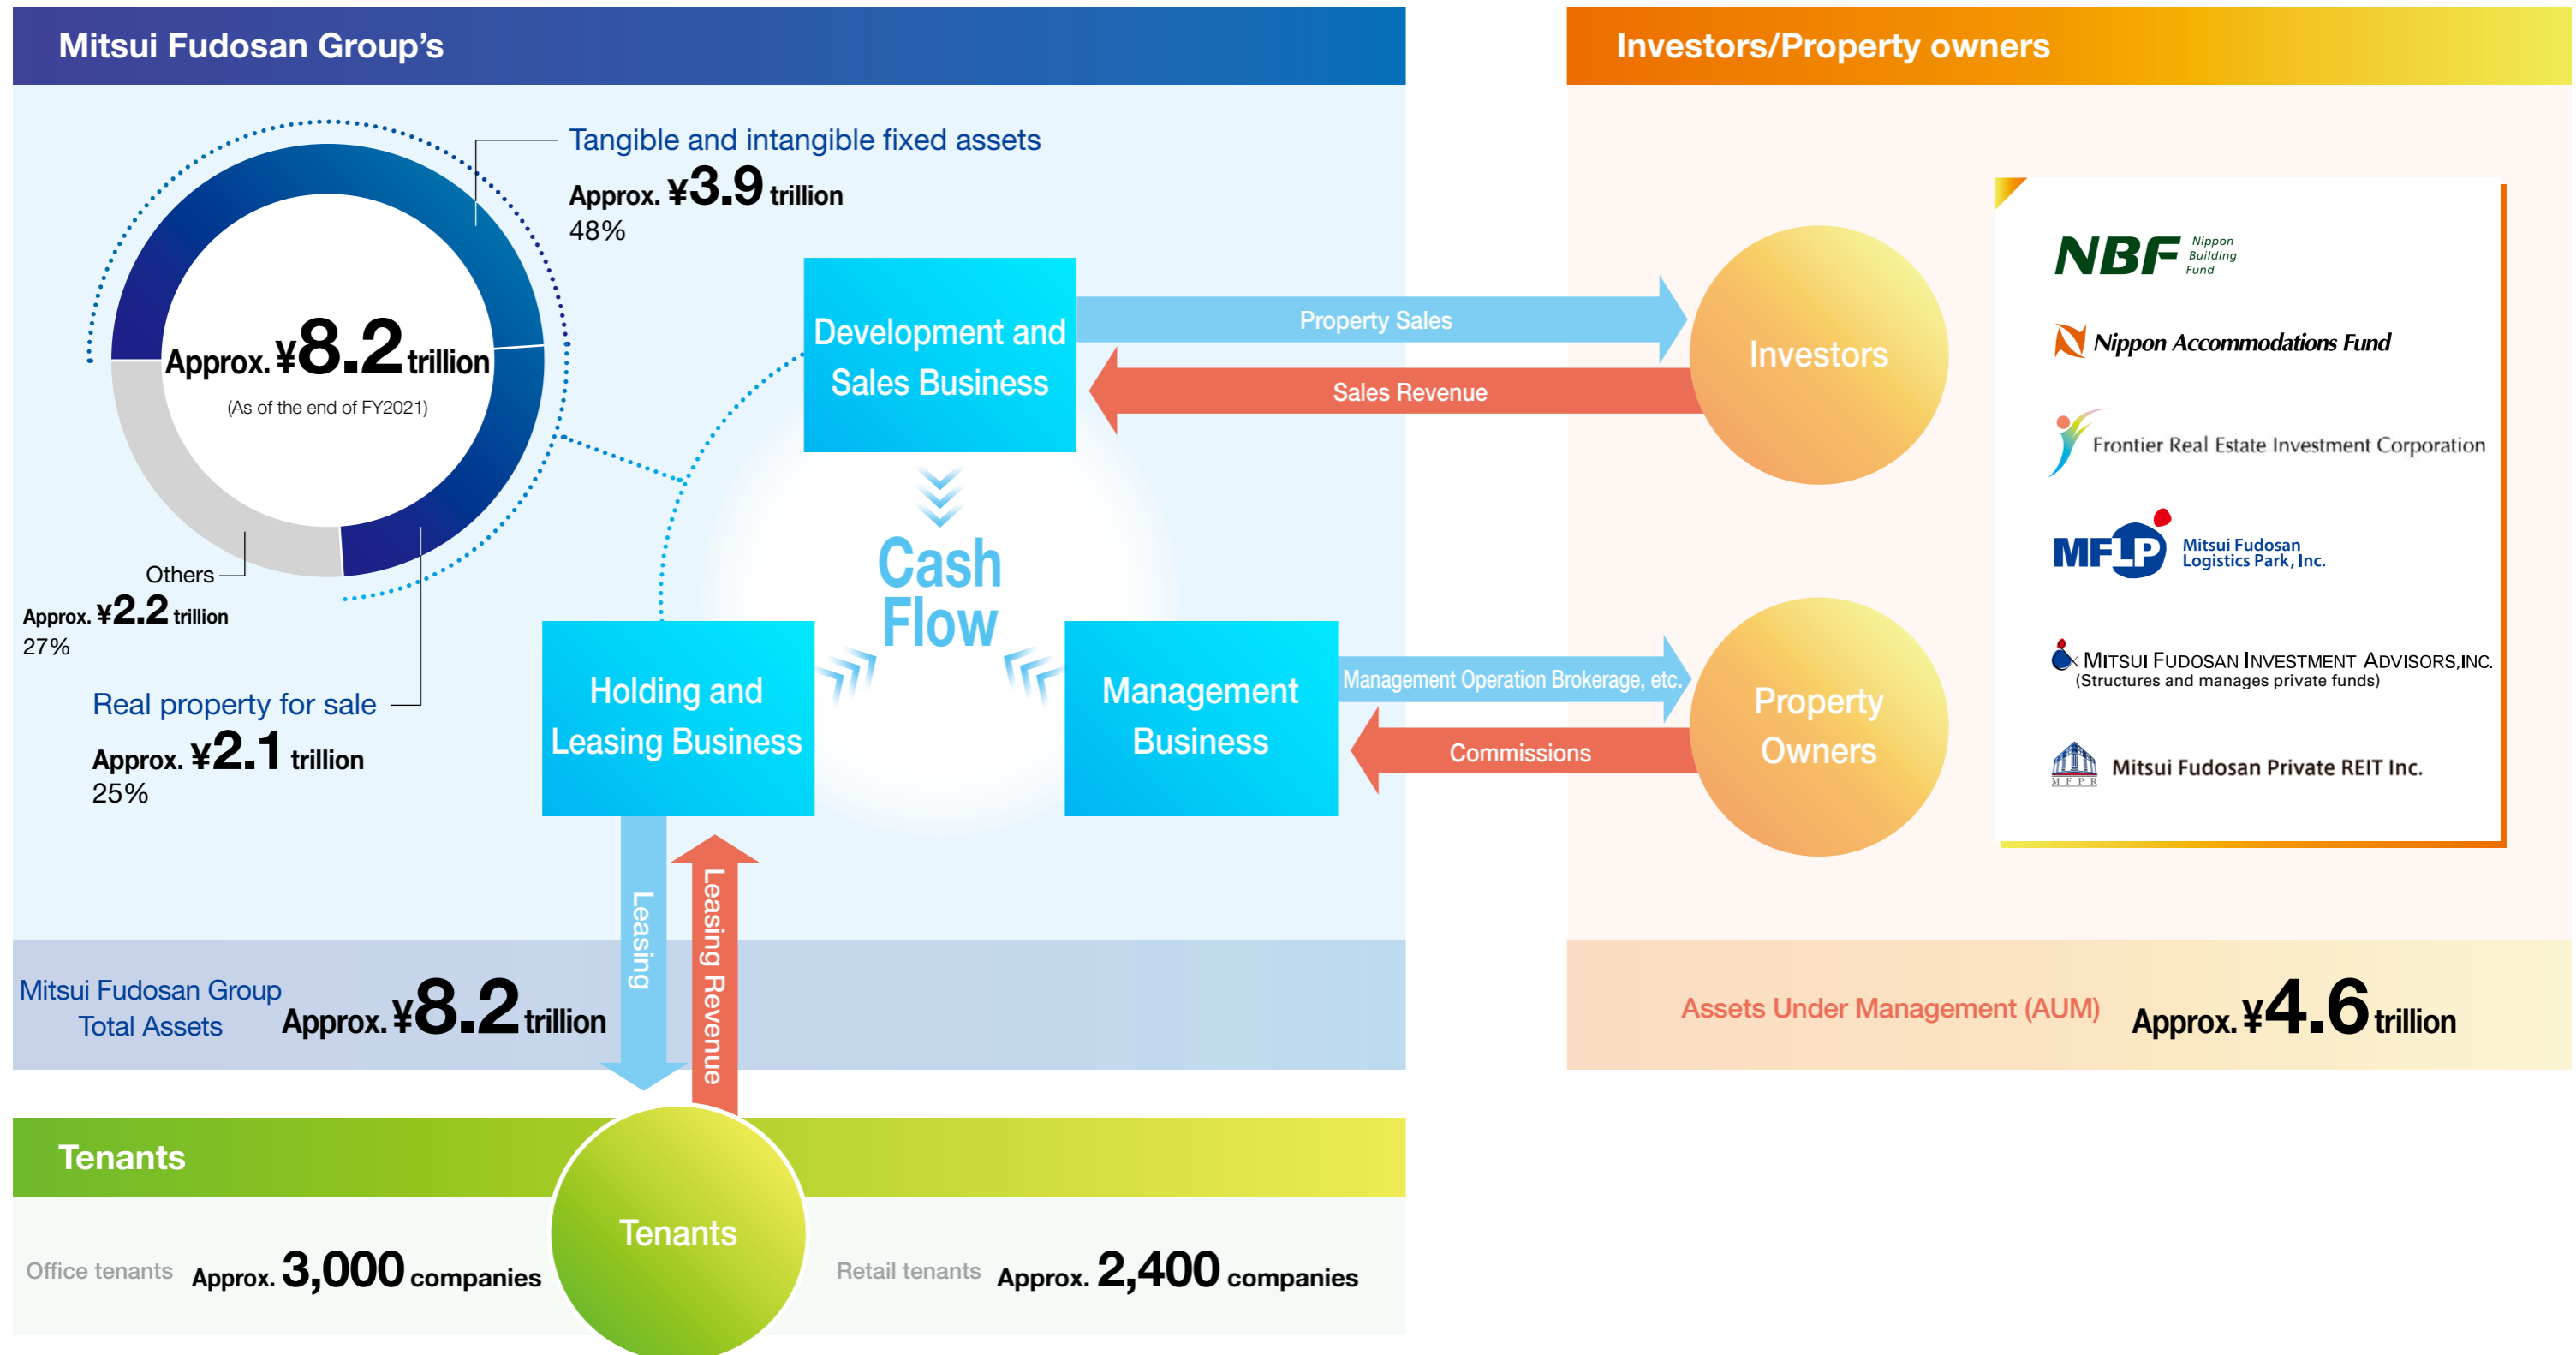 Mitsui Fudosan Group's
Tangible and intangible fixed assets
Approx. ¥3.9 trillion
48%
Approx. ¥8.2 trillion
(As of the end of FY2021)
Others
Approx. ¥2.2 trillion
27%
Real property for sale
Approx. ¥2.1 trillion
25%
Development and
Sales Business
Cash
Flow
Holding and
Leasing Business
Management
Business
Property Sales
Sales Revenue
Management Operation Brokerage, etc.
Commissions
Leasing
Leasing Revenue
Mitsui Fudosan Group
Total Assets
Approx. ¥8.2 trillion
Investors/Property owners
Investors
Property
Owners
NBF
Nippon
Building
Fund
Nippon Accommodations Fund
Frontier Real Estate Investment Corporation
MFLP
Mitsui Fudosan
Logistics Park, Inc.
MITSUI FUDOSAN INVESTMENT ADVISORS,INC.
(Structures and manages private funds)
MFPR
Mitsui Fudosan Private REIT Inc.
Assets Under Management (AUM)
Approx. ¥4.6 trillion
Tenants
Tenants
Office tenants Approx. 3,000 companies
Retail tenants Approx. 2,400 companies